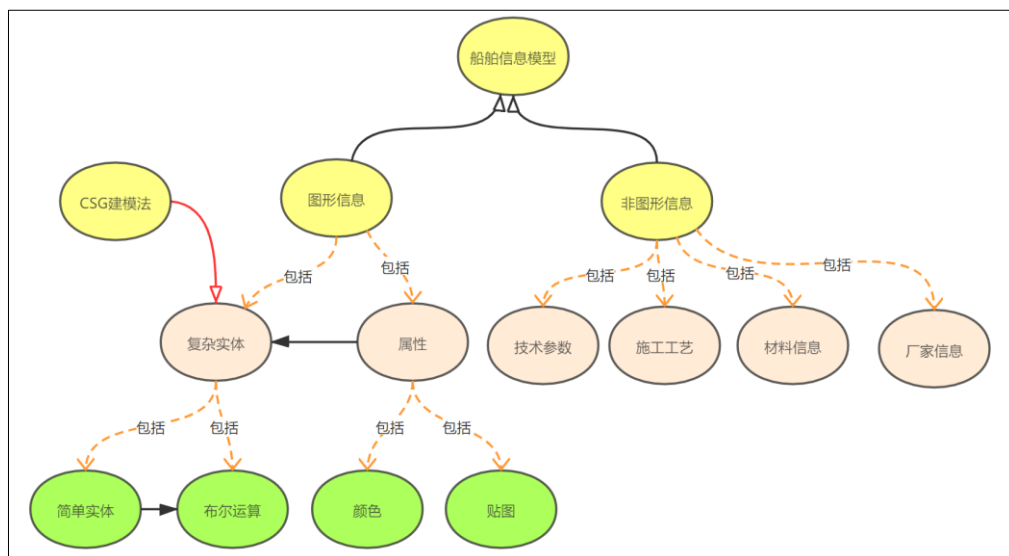 船舶信息模型
CSG建模法
图形信息
非图形信息
包括
包括
包括
包括
包括
包括
复杂实体
属性
技术参数
施工工艺
材料信息
厂家信息
包括
包括
包括
包括
简单实体
布尔运算
颜色
贴图